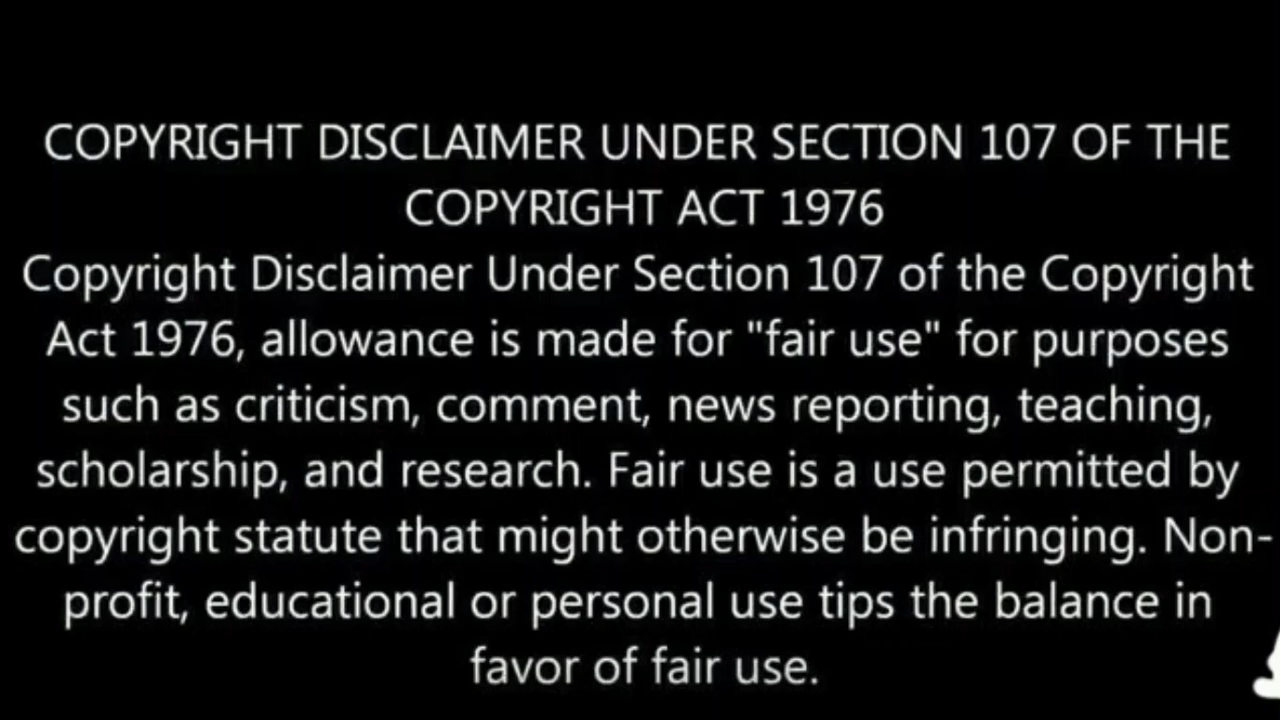 COPYRIGHT DISCLAIMER UNDER SECTION 107 OF THE
COPYRIGHT ACT 1976
Copyright Disclaimer Under Section 107 of the Copyright
Act 1976, allowance is made for "fair use" for purposes
such as criticism, comment, news reporting, teaching,
scholarship, and research. Fair use is a use permitted by
copyright statute that might otherwise be infringing. Non-
profit, educational or personal use tips the balance in
favor of fair use.